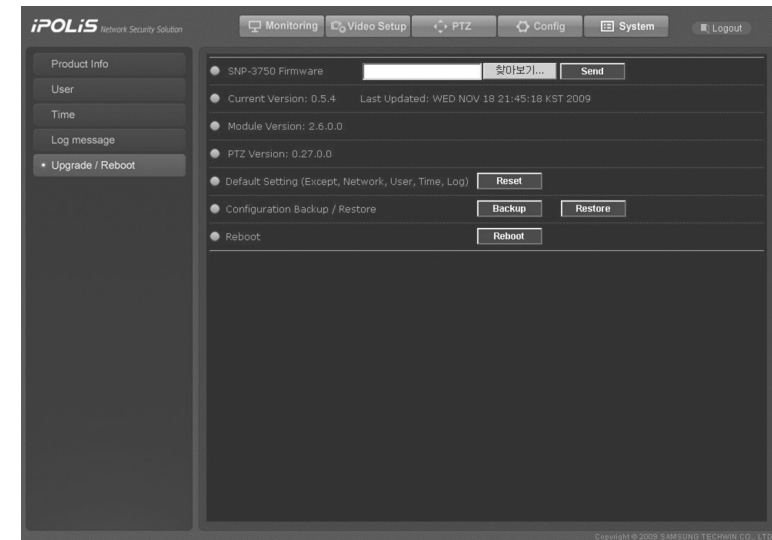 iPOLiS Network Security Solution
Monitoring Video Setup PTZ Config System Logout
Product Info
User
Time
Log message
Upgrade / Reboot
SNP-3750 Firmware 찾아보기... Send
Current Version: 0.5.4 Last Updated: WED NOV 18 21:45:18 KST 2009
Module Version: 2.6.0.0
PTZ Version: 0.27.0.0
Default Setting (Except, Network, User, Time, Log) Reset
Configuration Backup / Restore Backup Restore
Reboot Reboot
Copyright © 2009 SAMSUNG TECHWIN CO., LTD